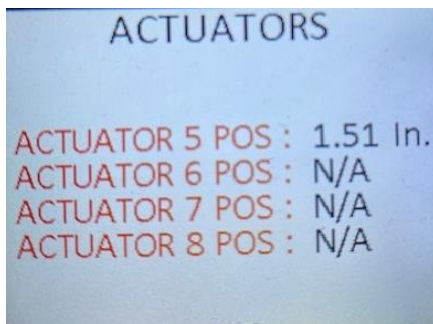 ACTUATORS
ACTUATOR 5 POS : 1.51 In.
ACTUATOR 6 POS : N/A
ACTUATOR 7 POS : N/A
ACTUATOR 8 POS : N/A